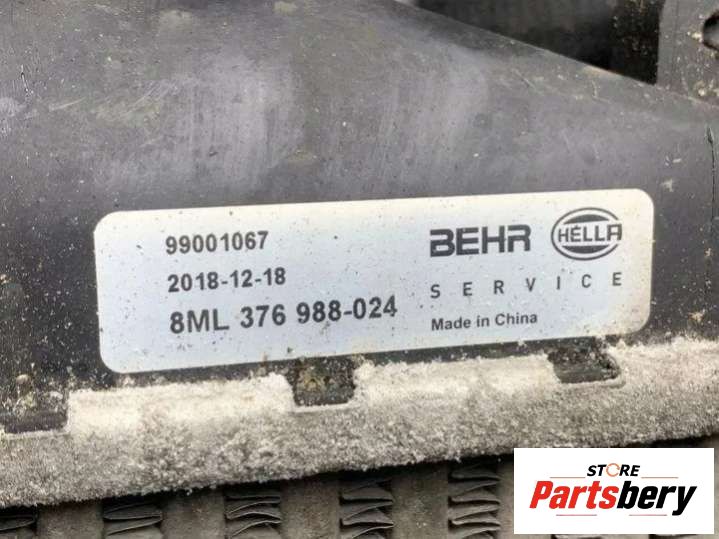 99001067
2018-12-18
8ML 376 988-024
BEHR HELLA
SERVICE
Made in China
STORE
Partsbery